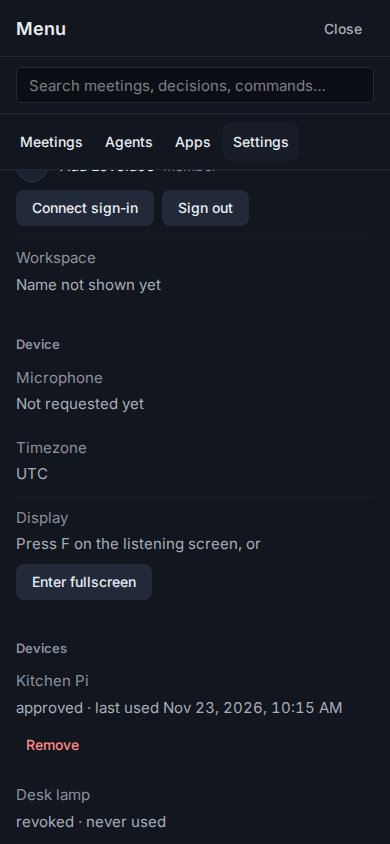 Menu
Close
Search meetings, decisions, commands...
Meetings
Agents
Apps
Settings
Connect sign-in
Sign out
Workspace
Name not shown yet
Device
Microphone
Not requested yet
Timezone
UTC
Display
Press F on the listening screen, or
Enter fullscreen
Devices
Kitchen Pi
approved · last used Nov 23, 2026, 10:15 AM
Remove
Desk lamp
revoked · never used